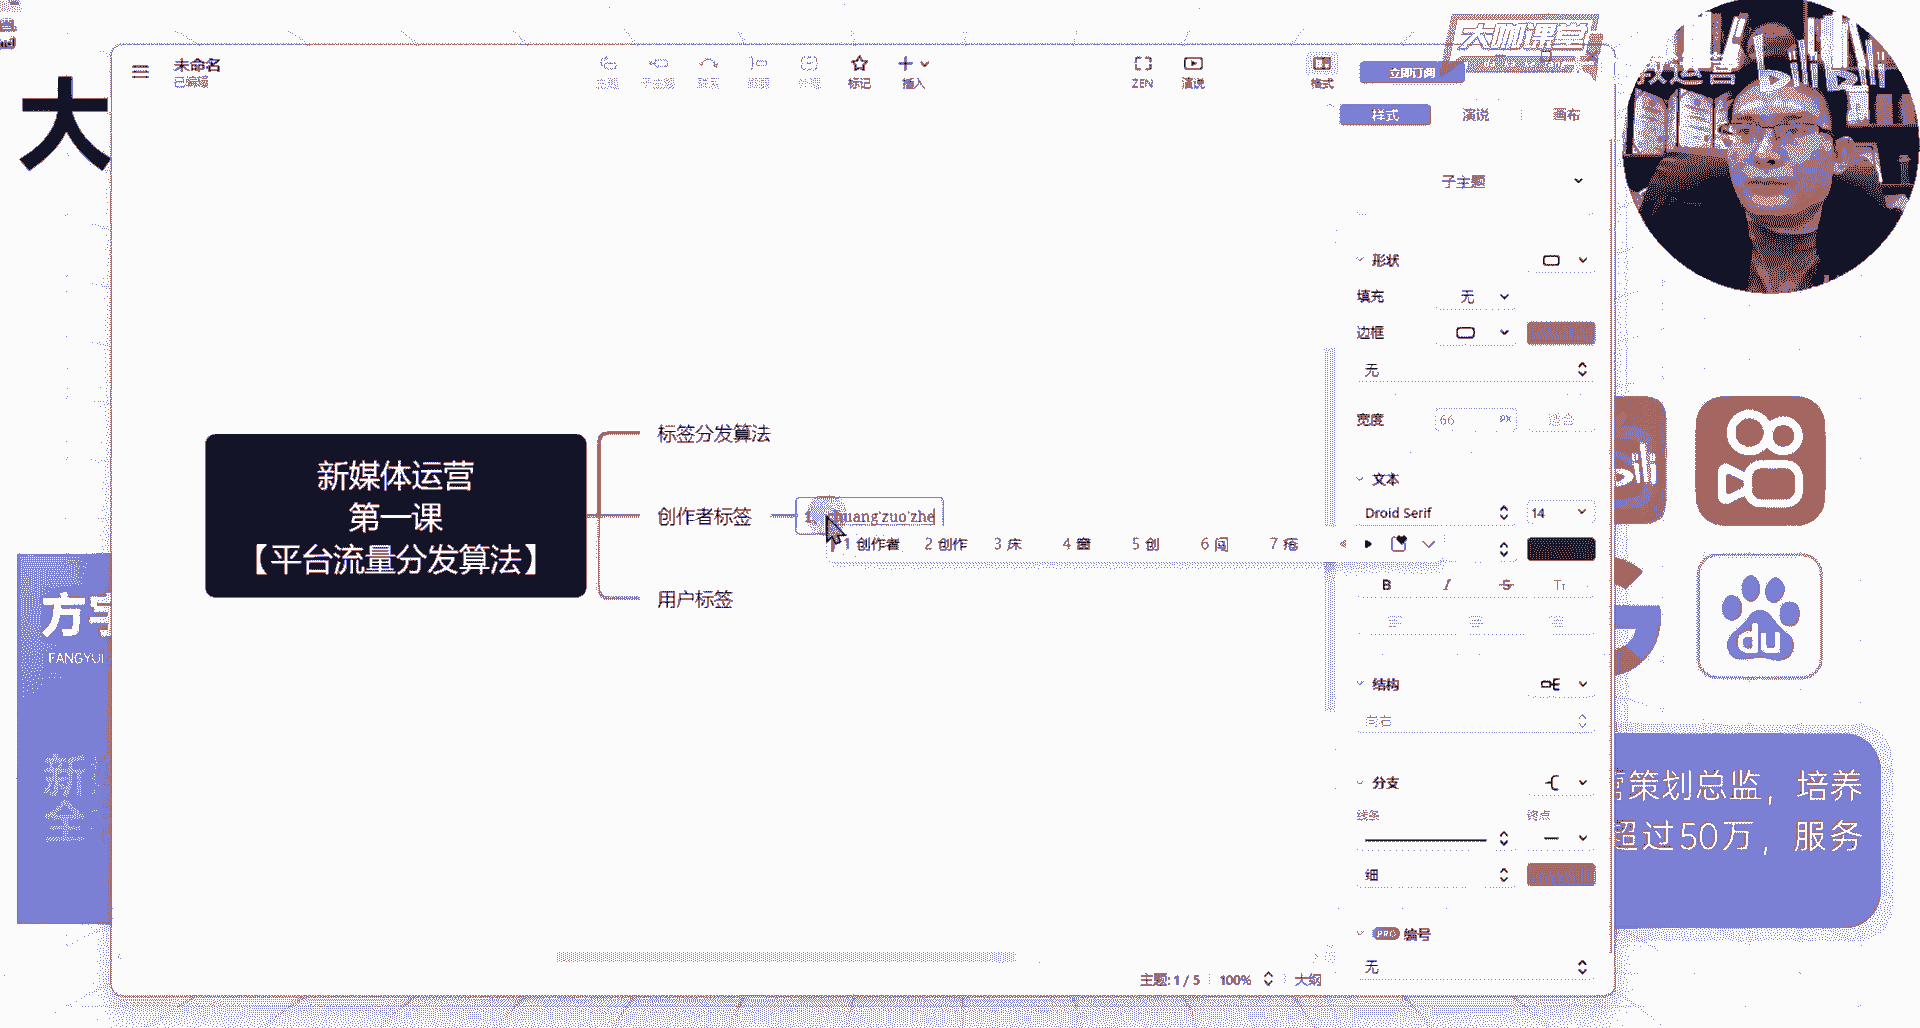 大
未命名
已编辑
主题
子主题
联系
概要
外框
标记
插入
ZEN
演说
格式
立即订阅
大咖课堂
样式
演说
画布
子主题
形状
填充
无
边框
无
宽度
66
PX
文本
Droid Serif
14
B
I
S
Tт
结构
向右
分支
线条
终点
细
PRO 编号
无
新媒体运营
第一课
【平台流量分发算法】
标签分发算法
创作者标签
用户标签
1、chuang'zuo'zhe
1 创作者 2 创作 3 床 4 窗 5 创 6 闯 7 疮
主题: 1 / 5
100%
大纲
方宇
FANGYU
新
全
du
策划总监，培养
超过50万，服务